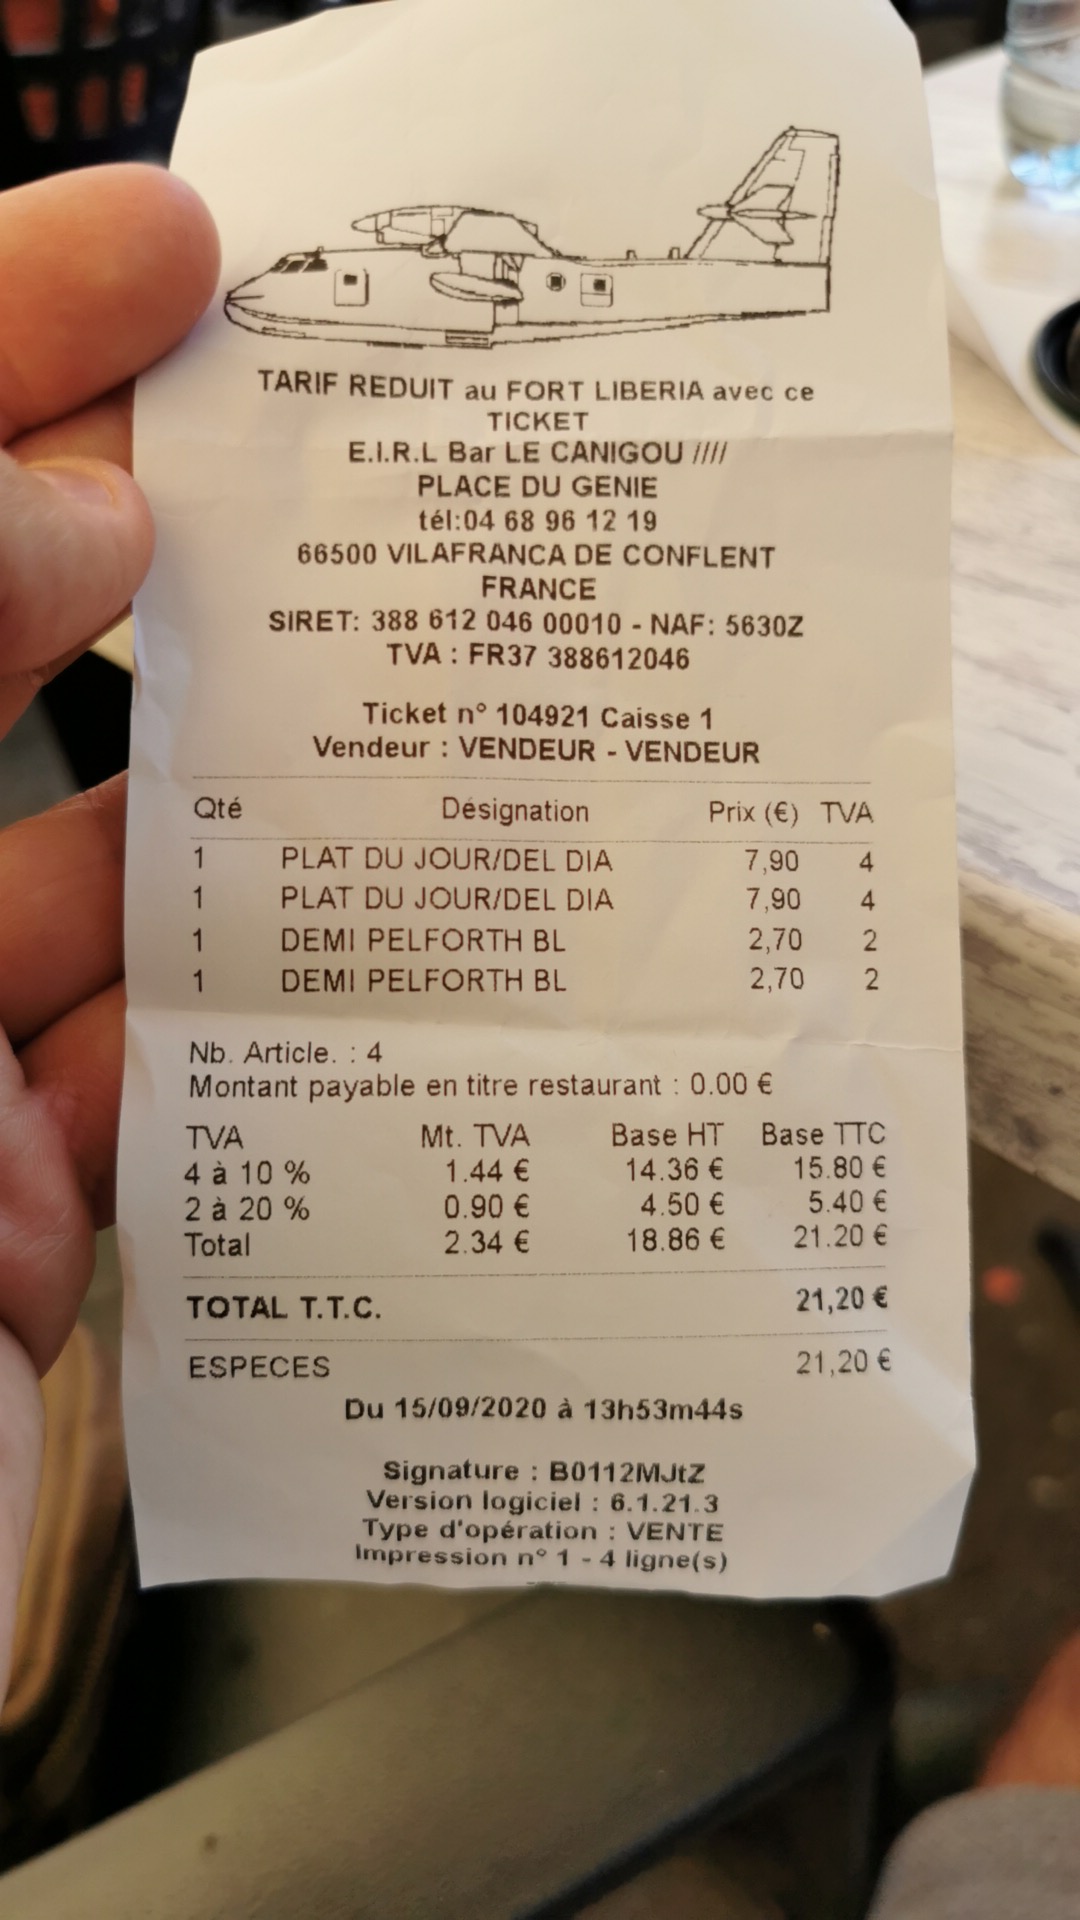 TARIF REDUIT au FORT LIBERIA avec ce
TICKET
E.I.R.L Bar LE CANIGOU ////
PLACE DU GENIE
tél:04 68 96 12 19
66500 VILAFRANCA DE CONFLENT
FRANCE
SIRET: 388 612 046 00010 - NAF: 5630Z
TVA : FR37 388612046
Ticket n° 104921 Caisse 1
Vendeur : VENDEUR - VENDEUR
Qté Désignation Prix (€) TVA
1 PLAT DU JOUR/DEL DIA 7,90 4
1 PLAT DU JOUR/DEL DIA 7,90 4
1 DEMI PELFORTH BL 2,70 2
1 DEMI PELFORTH BL 2,70 2
Nb. Article. : 4
Montant payable en titre restaurant : 0.00 €
TVA Mt. TVA Base HT Base TTC
4 à 10 % 1.44 € 14.36 € 15.80 €
2 à 20 % 0.90 € 4.50 € 5.40 €
Total 2.34 € 18.86 € 21.20 €
TOTAL T.T.C. 21,20 €
ESPECES 21,20 €
Du 15/09/2020 à 13h53m44s
Signature : B0112MJtZ
Version logiciel : 6.1.21.3
Type d'opération : VENTE
Impression n° 1 - 4 ligne(s)